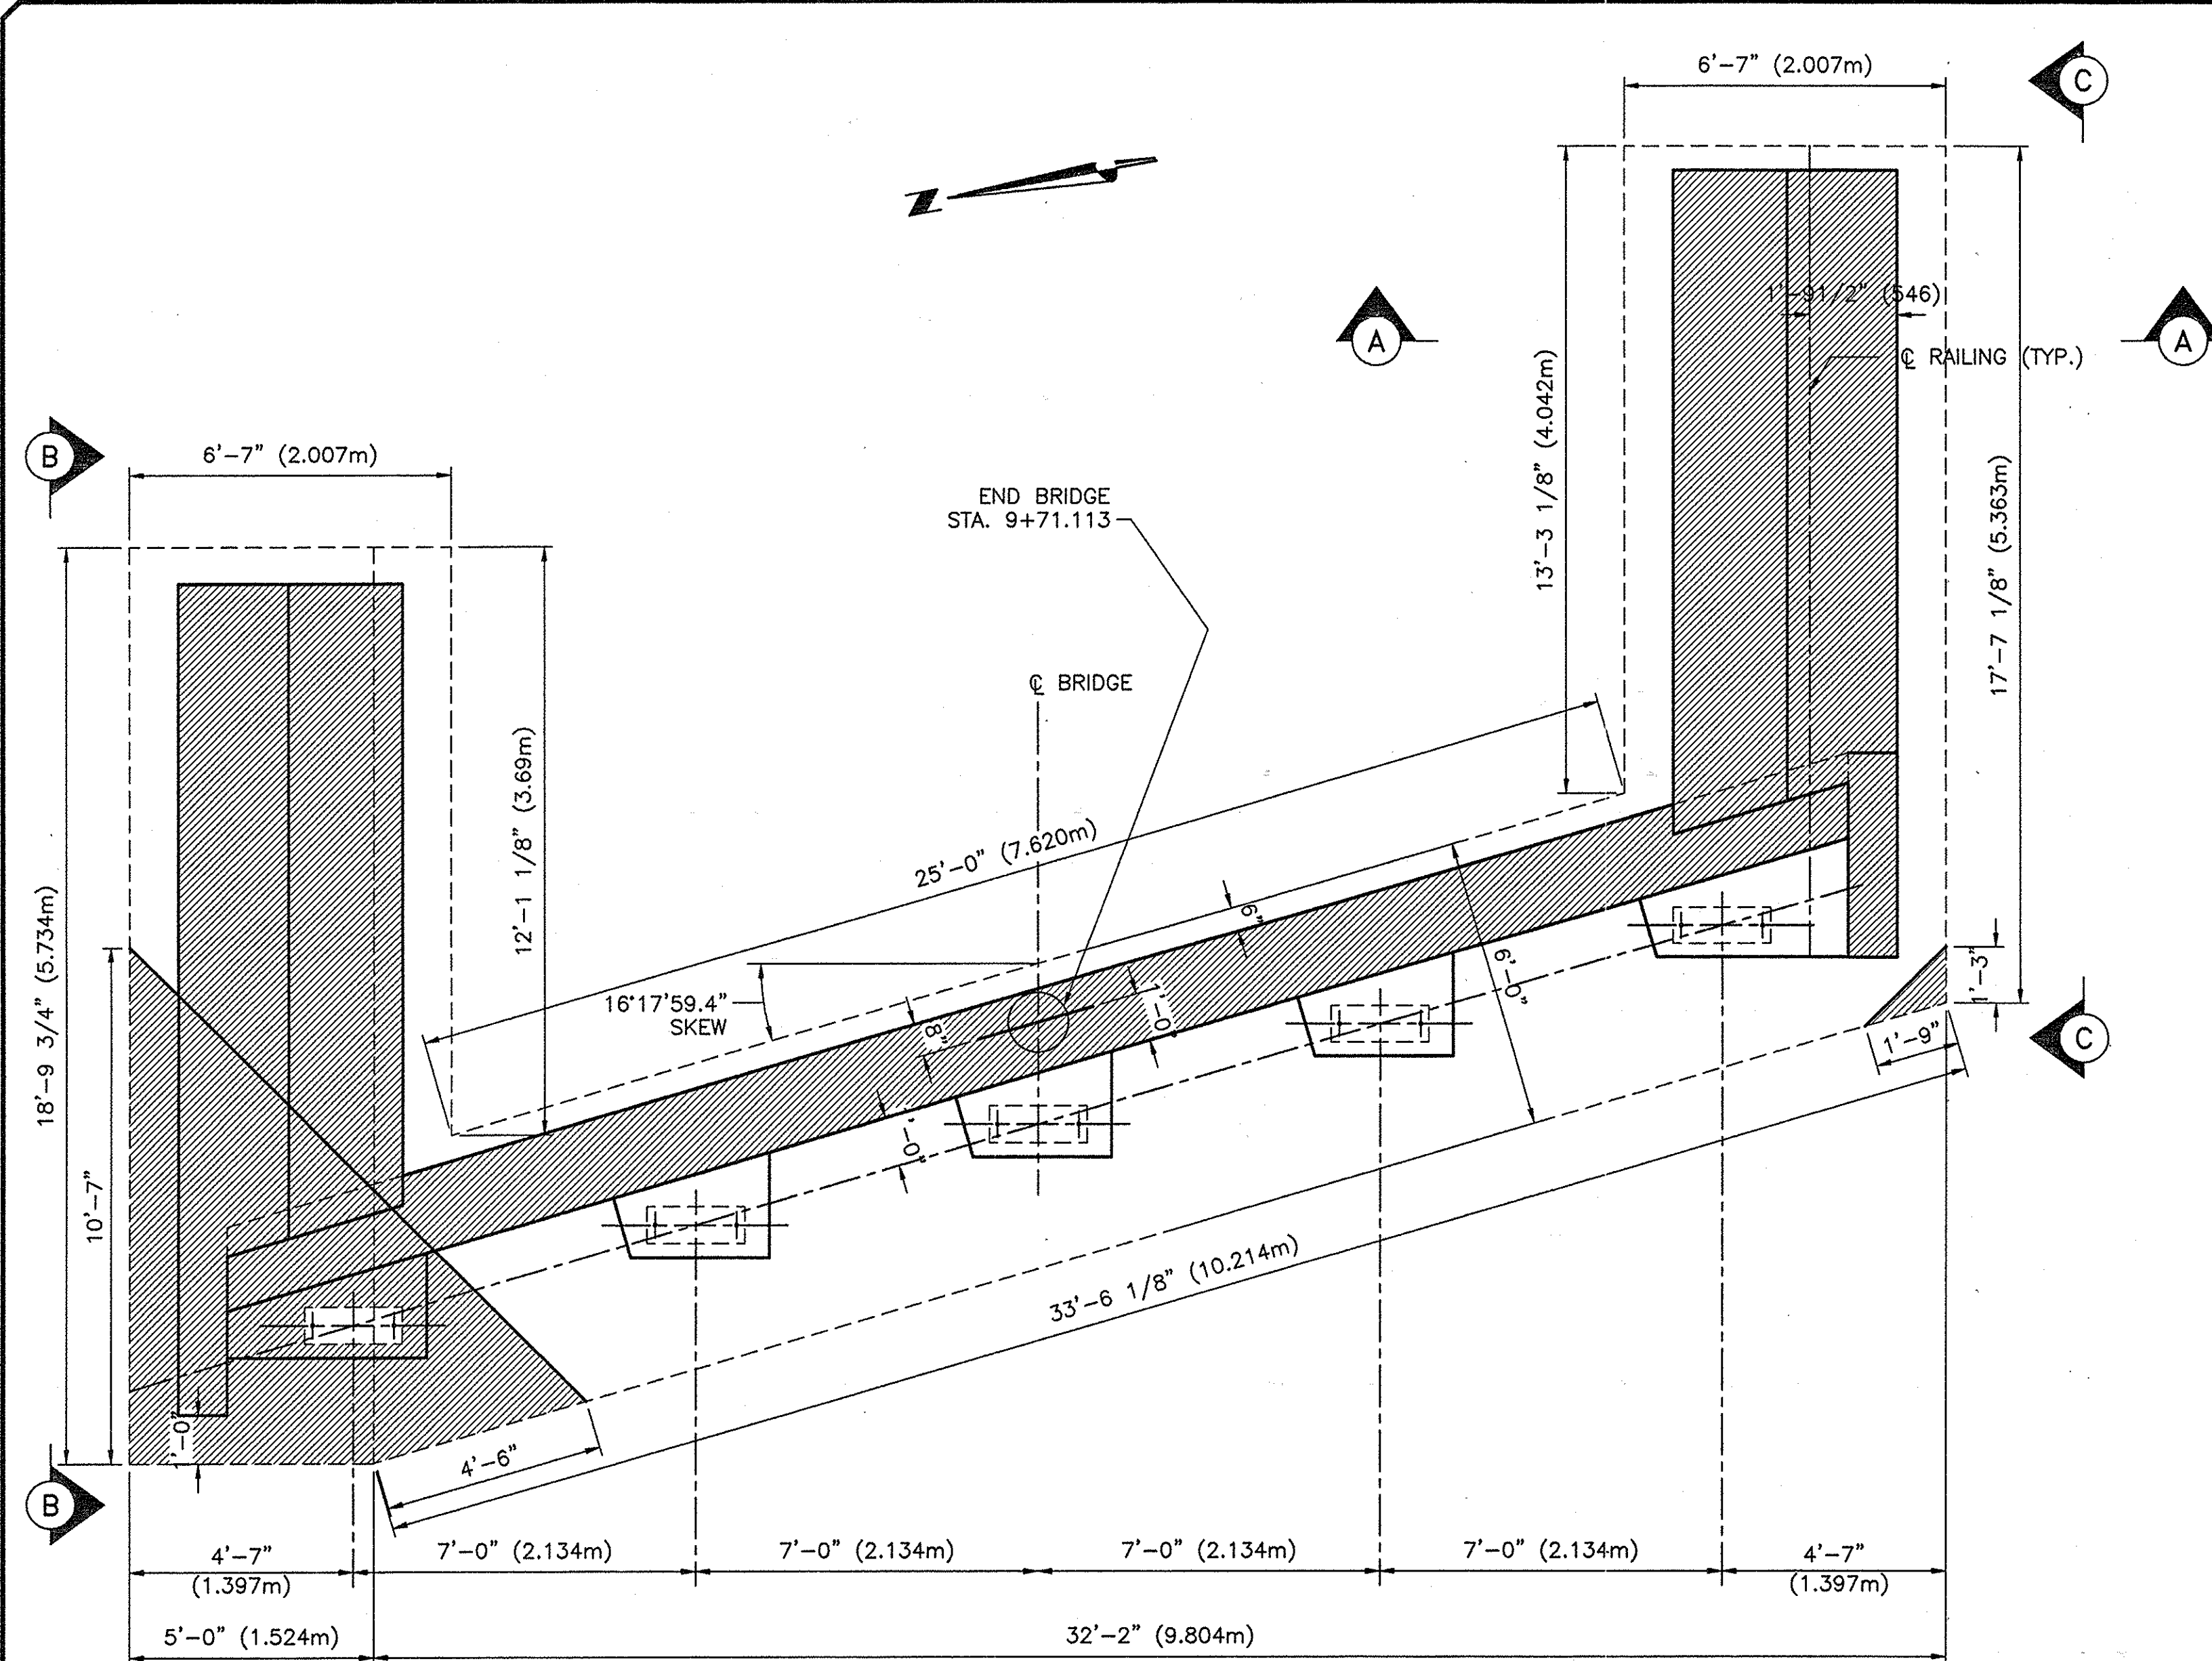 6'-7" (2.007m)
C
N
1'-91/2" (546)
A
A
℄ RAILING (TYP.)
13'-3 1/8" (4.042m)
17'-7 1/8" (5.363m)
B
6'-7" (2.007m)
END BRIDGE
STA. 9+71.113
℄ BRIDGE
18'-9 3/4" (5.734m)
12'-1 1/8" (3.69m)
25'-0" (7.620m)
6"
16°17'59.4"
SKEW
8"
1'-0"
6'-0"
1'-3"
1'-9"
C
10'-7"
1'-0"
33'-6 1/8" (10.214m)
1'-0"
4'-6"
B
4'-7"
(1.397m)
7'-0" (2.134m)
7'-0" (2.134m)
7'-0" (2.134m)
7'-0" (2.134m)
4'-7"
(1.397m)
5'-0" (1.524m)
32'-2" (9.804m)